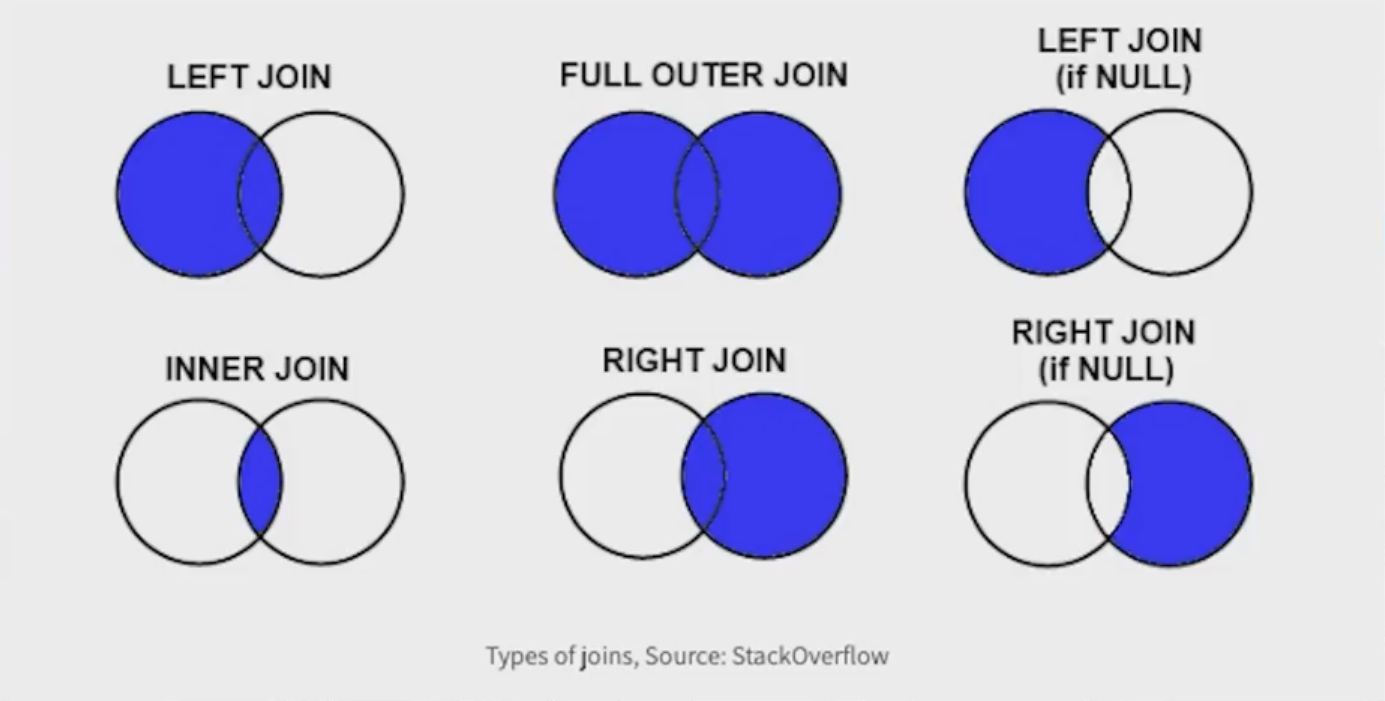 LEFT JOIN
FULL OUTER JOIN
LEFT JOIN
(if NULL)
INNER JOIN
RIGHT JOIN
RIGHT JOIN
(if NULL)
Types of joins, Source: StackOverflow